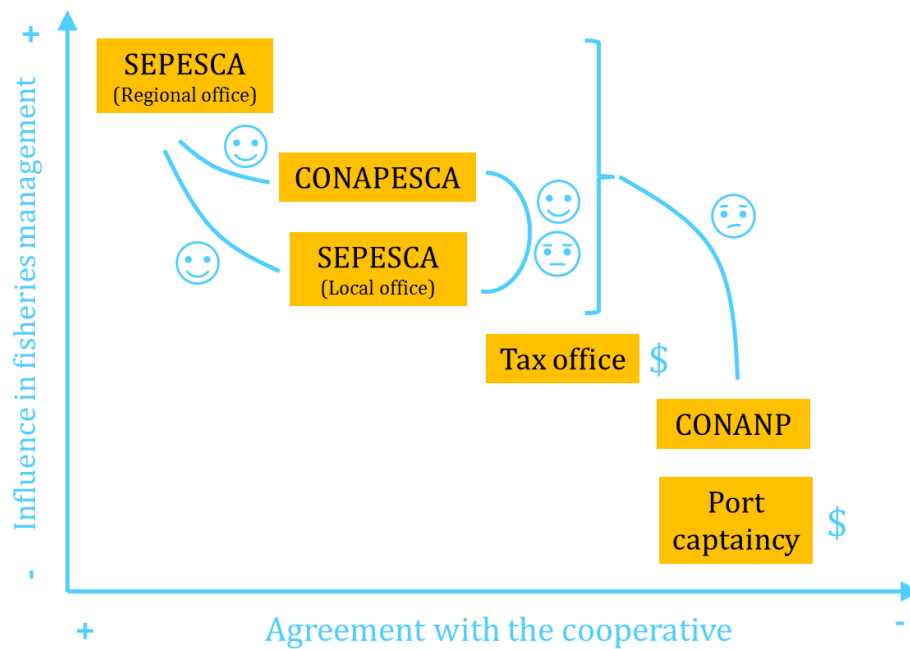 +
Influence in fisheries management
-
SEPESCA
(Regional office)
CONAPESCA
SEPESCA
(Local office)
Tax office
$
CONANP
Port
captaincy
$
+
Agreement with the cooperative
-